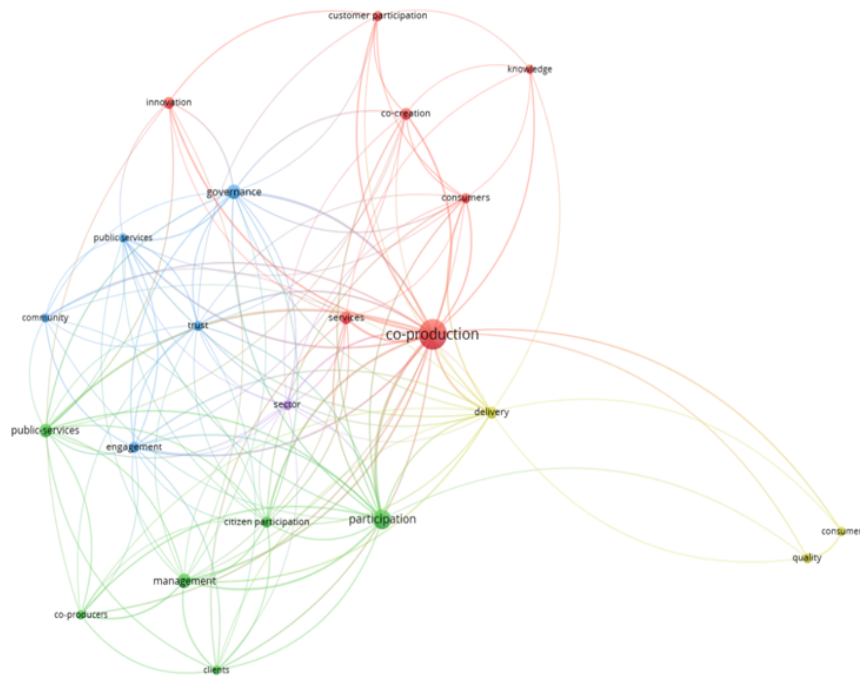 customer participation
knowledge
innovation
co-creation
governance
consumers
public services
community
trust
services
co-production
sector
delivery
public-services
engagement
citizen participation
participation
consumer
quality
management
co-producers
clients